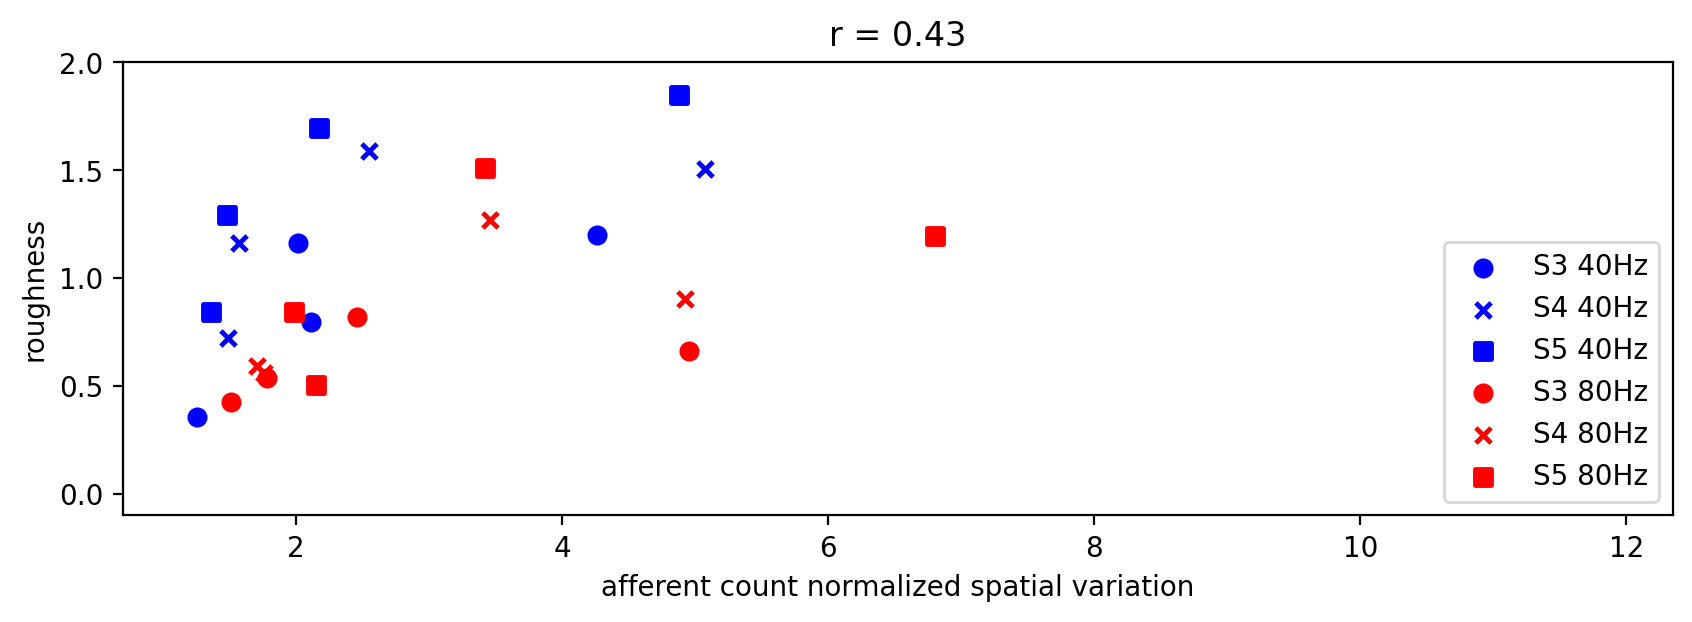 r = 0.43
2.0
1.5
1.0
0.5
0.0
roughness
2 4 6 8 10 12
afferent count normalized spatial variation
S3 40Hz
S4 40Hz
S5 40Hz
S3 80Hz
S4 80Hz
S5 80Hz